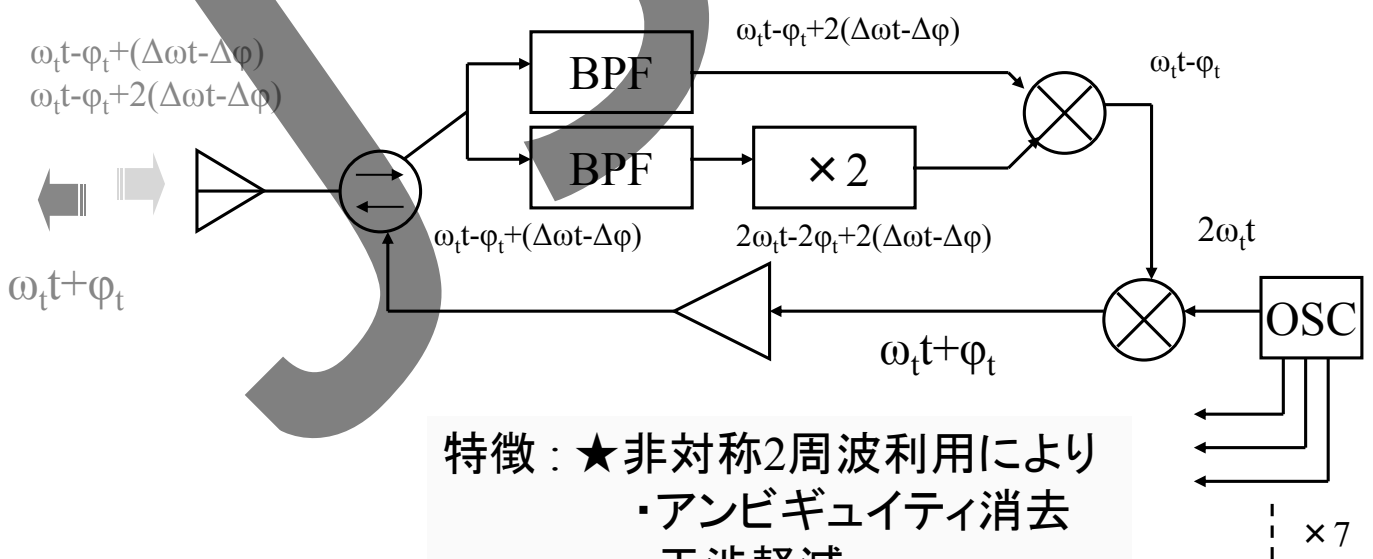 ωₜt-φₜ+(Δωt-Δφ)
ωₜt-φₜ+2(Δωt-Δφ)
ωₜt-φₜ+2(Δωt-Δφ)
BPF
ωₜt-φₜ
BPF
×2
ωₜt-φₜ+(Δωt-Δφ)
2ωₜt-2φₜ+2(Δωt-Δφ)
2ωₜt
ωₜt+φₜ
OSC
ωₜt+φₜ
特徴 : ★非対称2周波利用により
・アンビギュイティ消去
×7